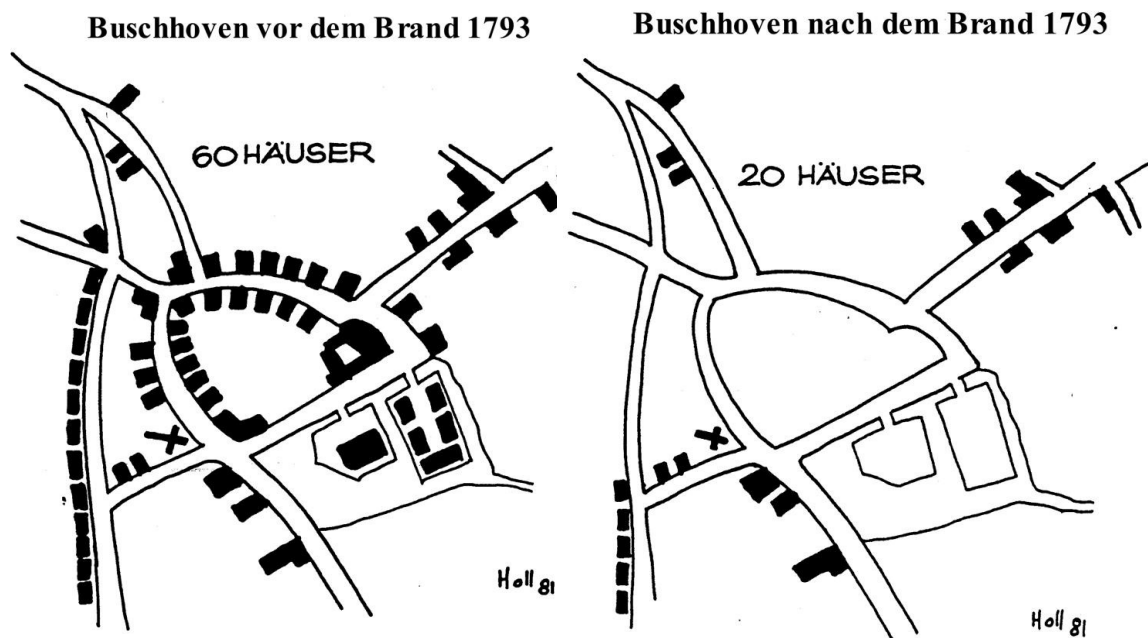 Buschhoven vor dem Brand 1793
60 HÄUSER
Holl 81
Buschhoven nach dem Brand 1793
20 HÄUSER
Holl 81